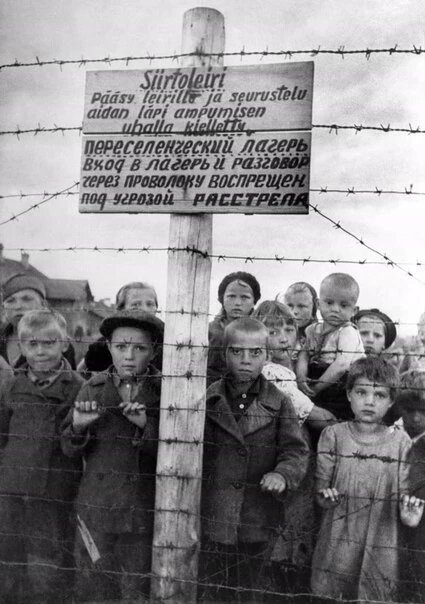 Siirtoleiri
Pääsy leirille ja seurustelu
aidan läpi ampumisen
uhalla kielletty
ПЕРЕСЕЛЕНЧЕСКИЙ ЛАГЕРЬ
ВХОД В ЛАГЕРЬ И РАЗГОВОР
ЧЕРЕЗ ПРОВОЛОКУ ВОСПРЕЩЕН
ПОД УГРОЗОЙ РАССТРЕЛА